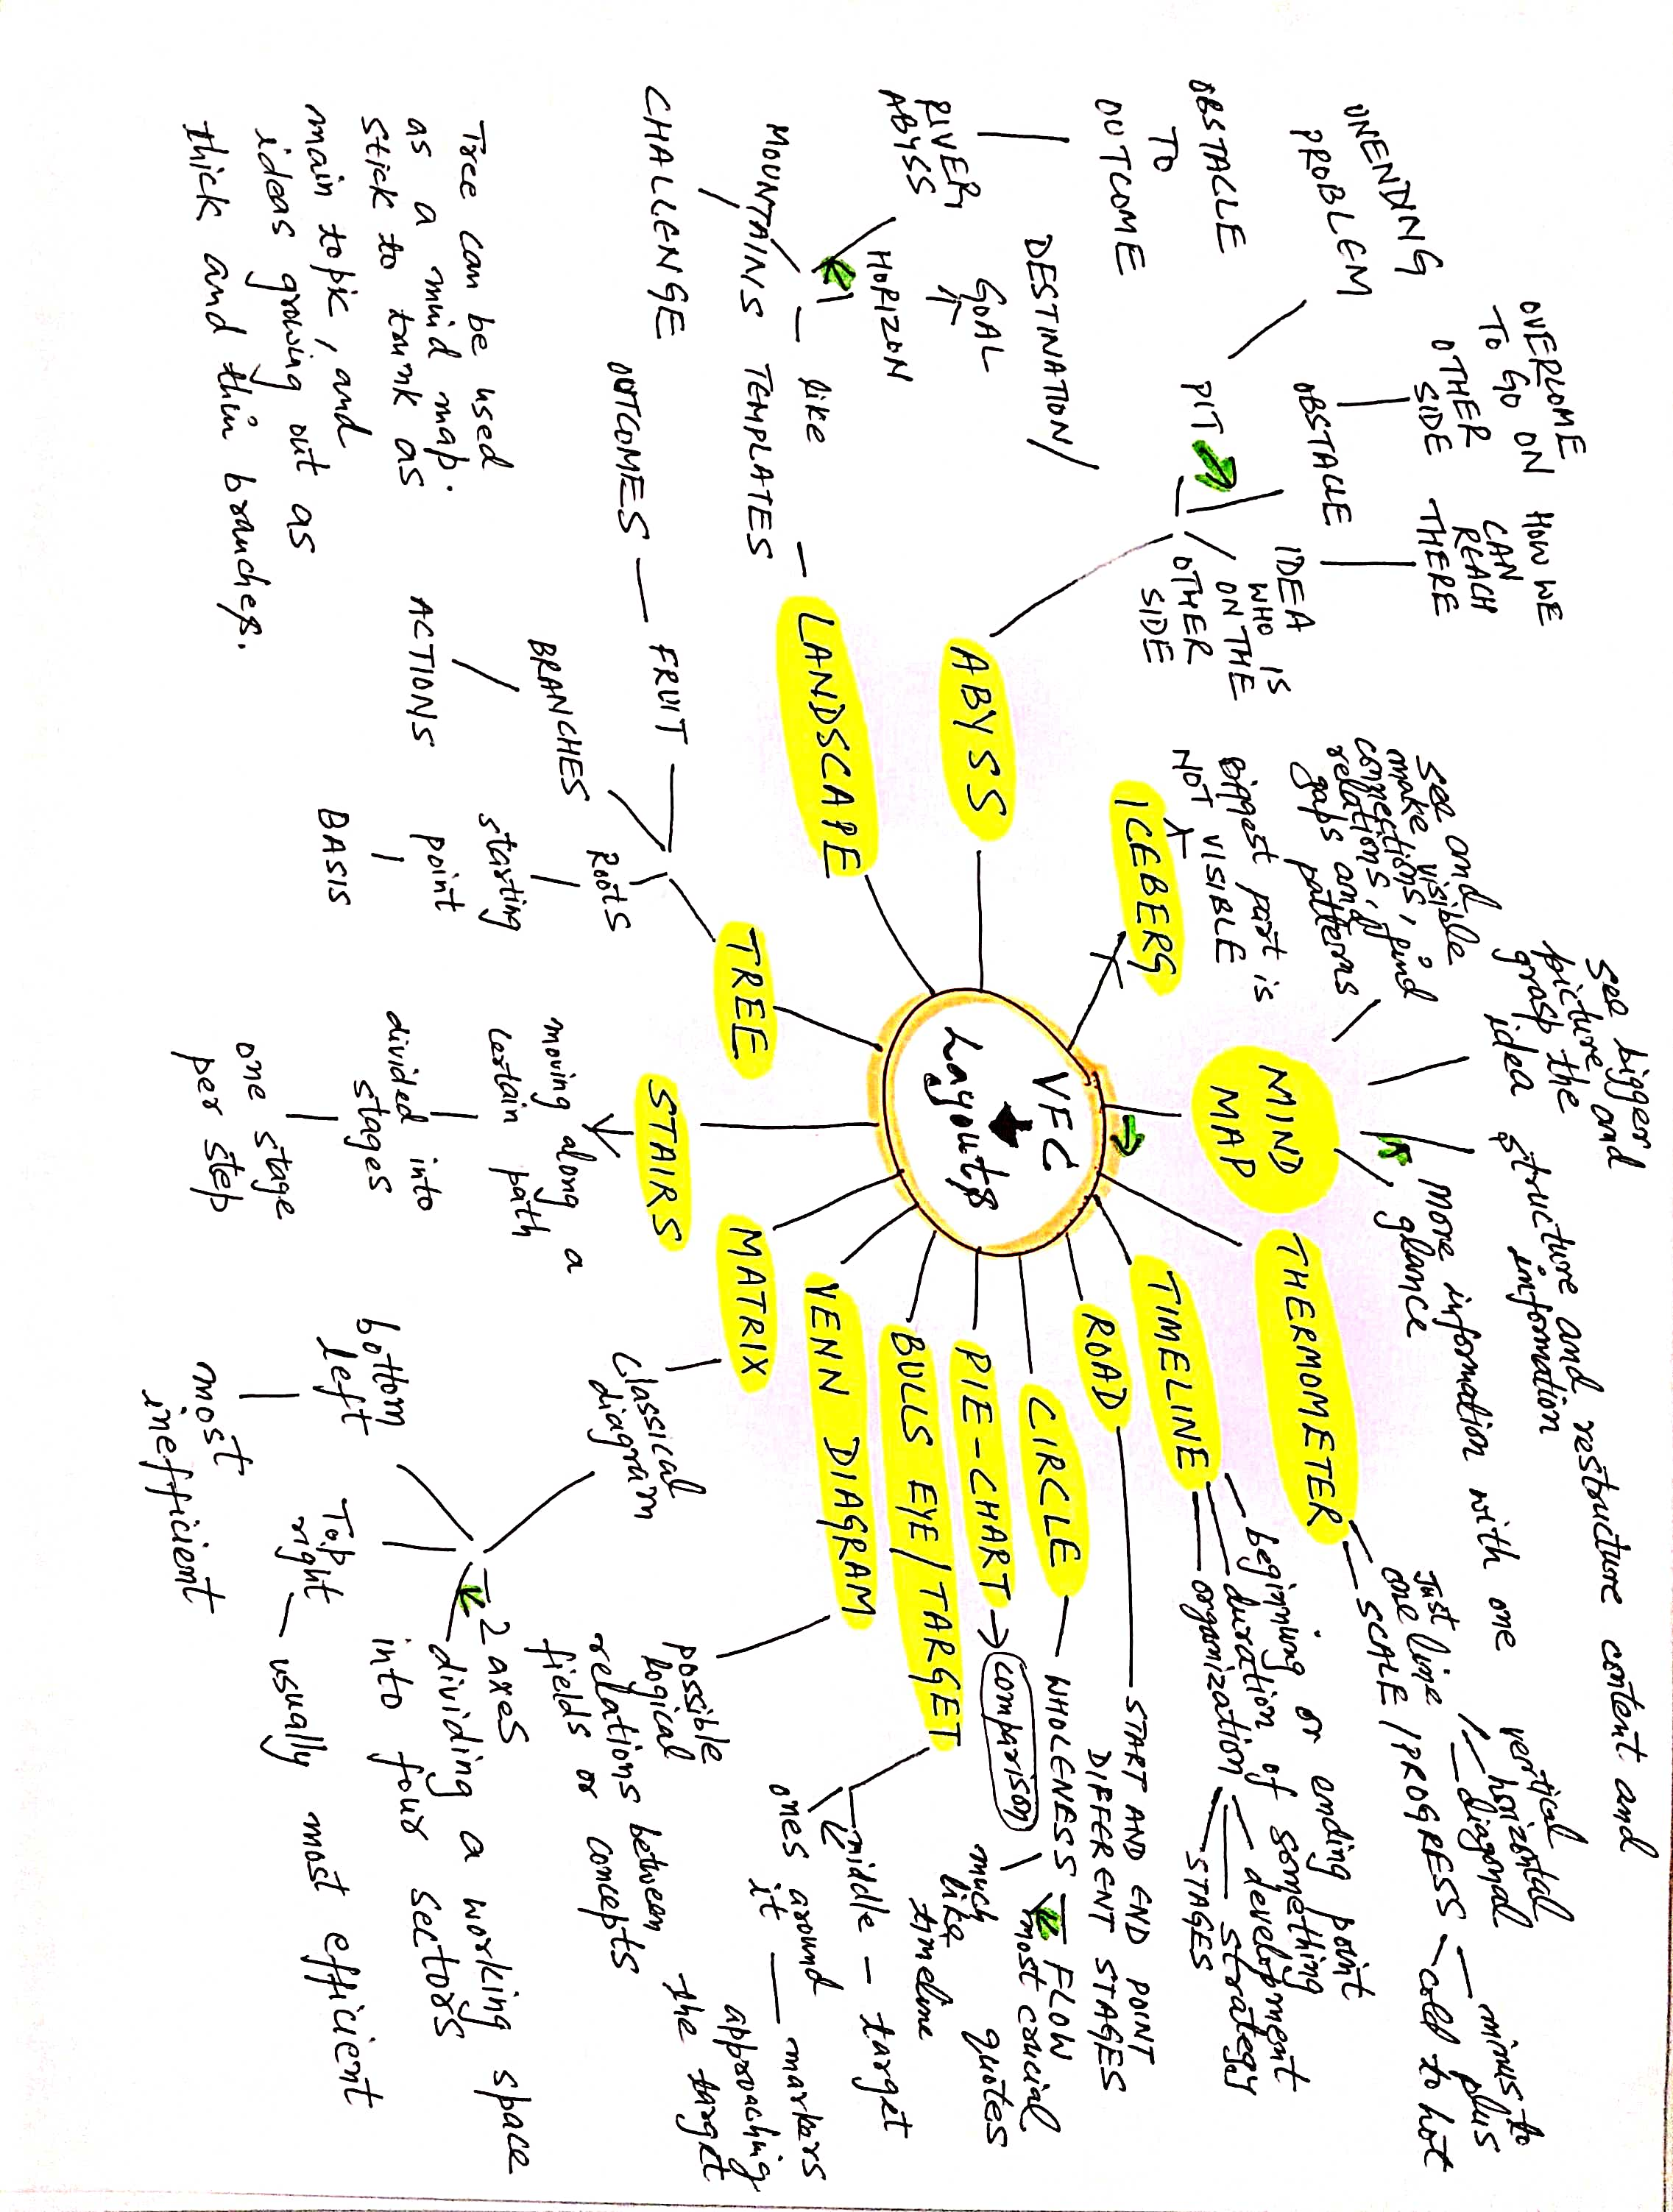 VFC
Layouts
MIND
MAP
see and
make visible
connections, find
relations and
gaps and patterns
see bigger
picture and
grasp the
idea
structure and restructure content and
information
more information with one
glance
THERMOMETER
SCALE / PROGRESS
Just
one line
vertical
horizontal
diagonal
minus to
plus
cold to hot
TIMELINE
beginning or ending point
duration of something
organization
development
strategy
STAGES
ROAD
START AND END POINT
DIFFERENT STAGES
CIRCLE
WHOLENESS
FLOW
most crucial
quotes
much
like
timeline
PIE-CHART
comparison
BULLS EYE/TARGET
middle - target
ones around
it
markers
approaching
the target
VENN DIAGRAM
possible
logical
relations between
fields or concepts
MATRIX
Classical
diagram
2 axes
dividing a working space
into four sectors
Top
right
usually most efficient
bottom
left
most
inefficient
STAIRS
moving along a
certain path
divided into
stages
one stage
per step
TREE
Roots
starting
point
BASIS
BRANCHES
ACTIONS
FRUIT
OUTCOMES
Tree can be used
as a mind map.
stick to trunk as
main topic, and
ideas growing out as
thick and thin branches.
LANDSCAPE
TEMPLATES
like
MOUNTAINS
CHALLENGE
HORIZON
GOAL
RIVER
ABYSS
OBSTACLE
TO
OUTCOME
ABYSS
DESTINATION
PIT
UNENDING
PROBLEM
OBSTACLE
OVERCOME
TO GO ON
OTHER
SIDE
HOW WE
CAN
REACH
THERE
IDEA
WHO IS
ON THE
OTHER
SIDE
ICEBERG
Biggest part is
NOT VISIBLE